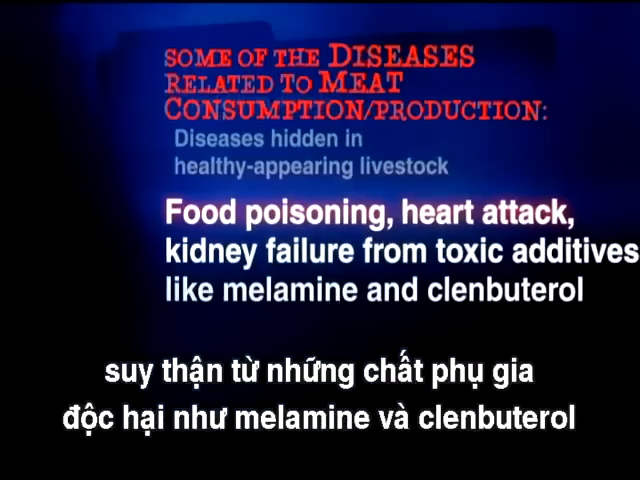 SOME OF THE DISEASES
RELATED TO MEAT
CONSUMPTION/PRODUCTION:
Diseases hidden in
healthy-appearing livestock
Food poisoning, heart attack,
kidney failure from toxic additives
like melamine and clenbuterol
suy thận từ những chất phụ gia
độc hại như melamine và clenbuterol